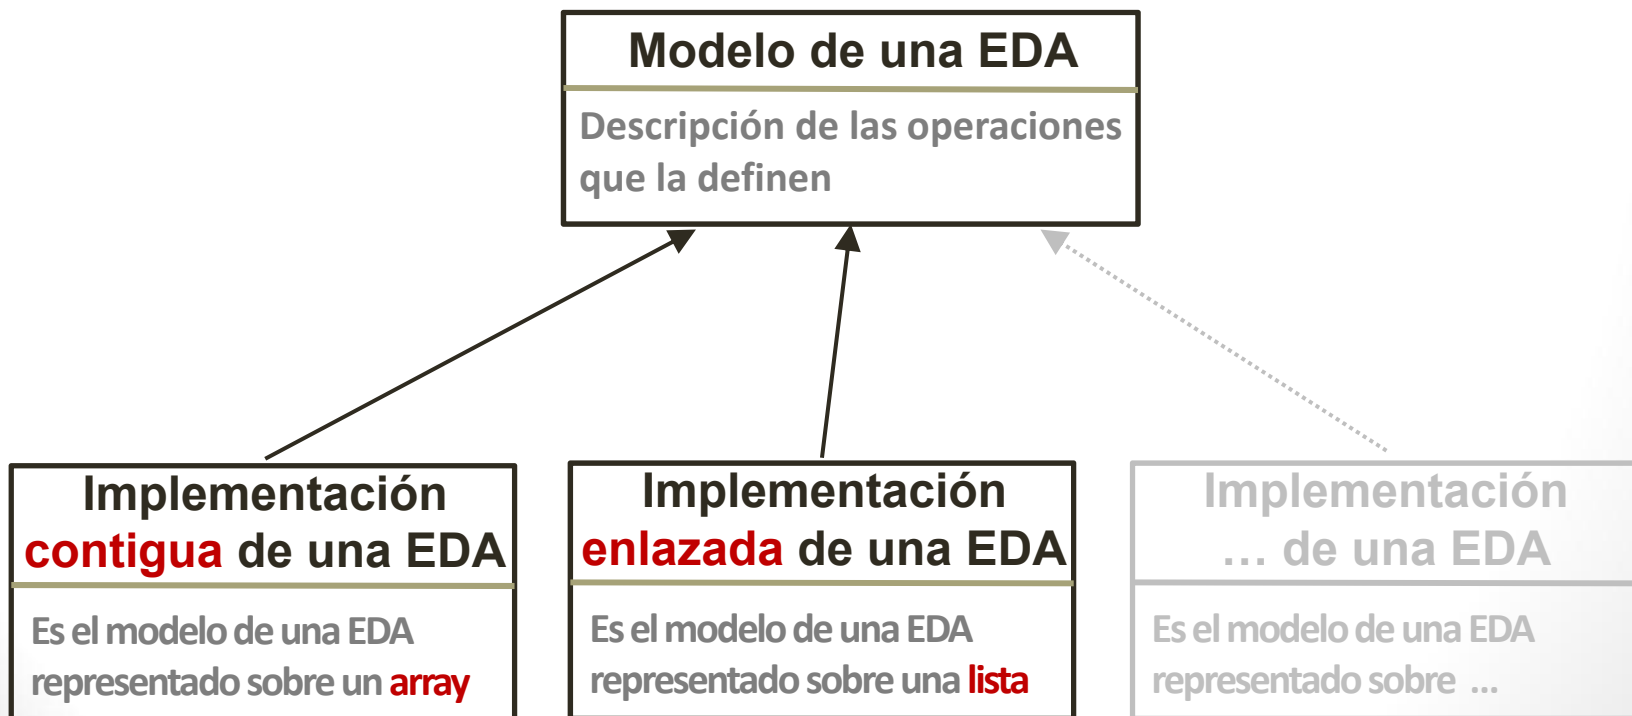 Modelo de una EDA
Descripción de las operaciones
que la definen
Implementación
contigua de una EDA
Es el modelo de una EDA
representado sobre un array
Implementación
enlazada de una EDA
Es el modelo de una EDA
representado sobre una lista
Implementación
… de una EDA
Es el modelo de una EDA
representado sobre …